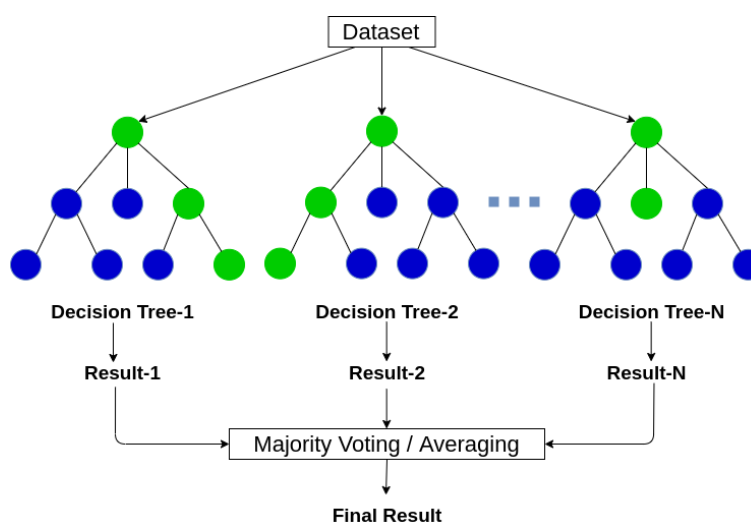 Dataset
Decision Tree-1
Decision Tree-2
Decision Tree-N
Result-1
Result-2
Result-N
Majority Voting / Averaging
Final Result